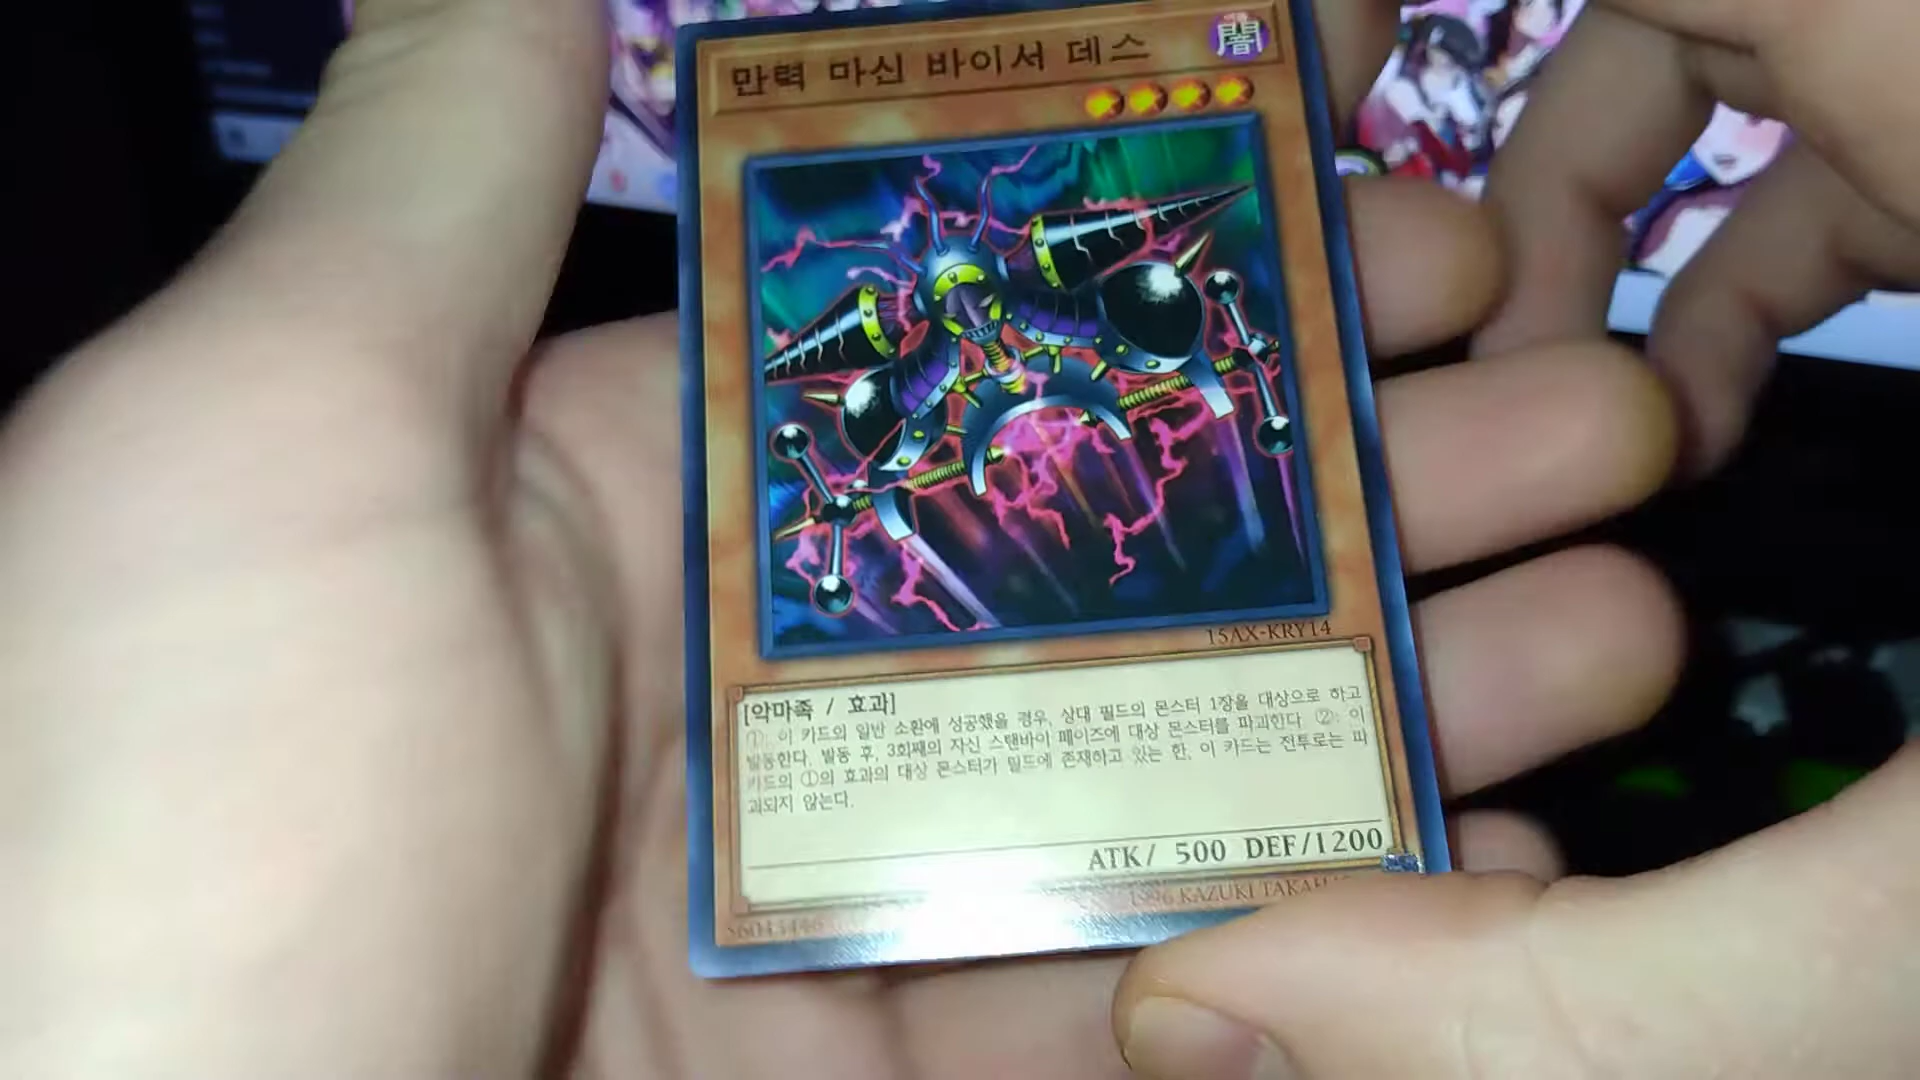 만력 마신 바이서 데스
闇
15AX-KRY14
[악마족 / 효과]
①: 이 카드의 일반 소환에 성공했을 경우, 상대 필드의 몬스터 1장을 대상으로 하고
발동한다. 발동 후, 3회째의 자신 스탠바이 페이즈에 대상 몬스터를 파괴한다. ②: 이
카드의 ①의 효과의 대상 몬스터가 필드에 존재하고 있는 한, 이 카드는 전투로는 파
괴되지 않는다.
ATK/ 500 DEF/1200
1996 KAZUKI